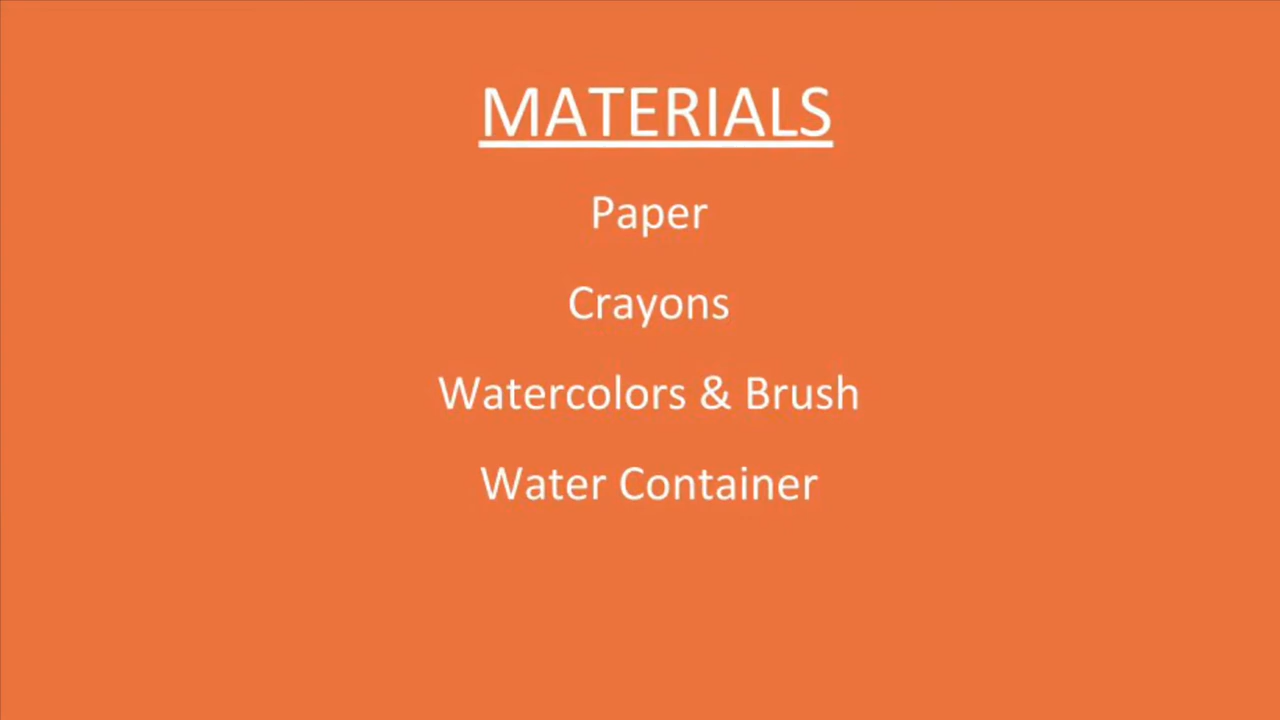 MATERIALS
Paper
Crayons
Watercolors & Brush
Water Container